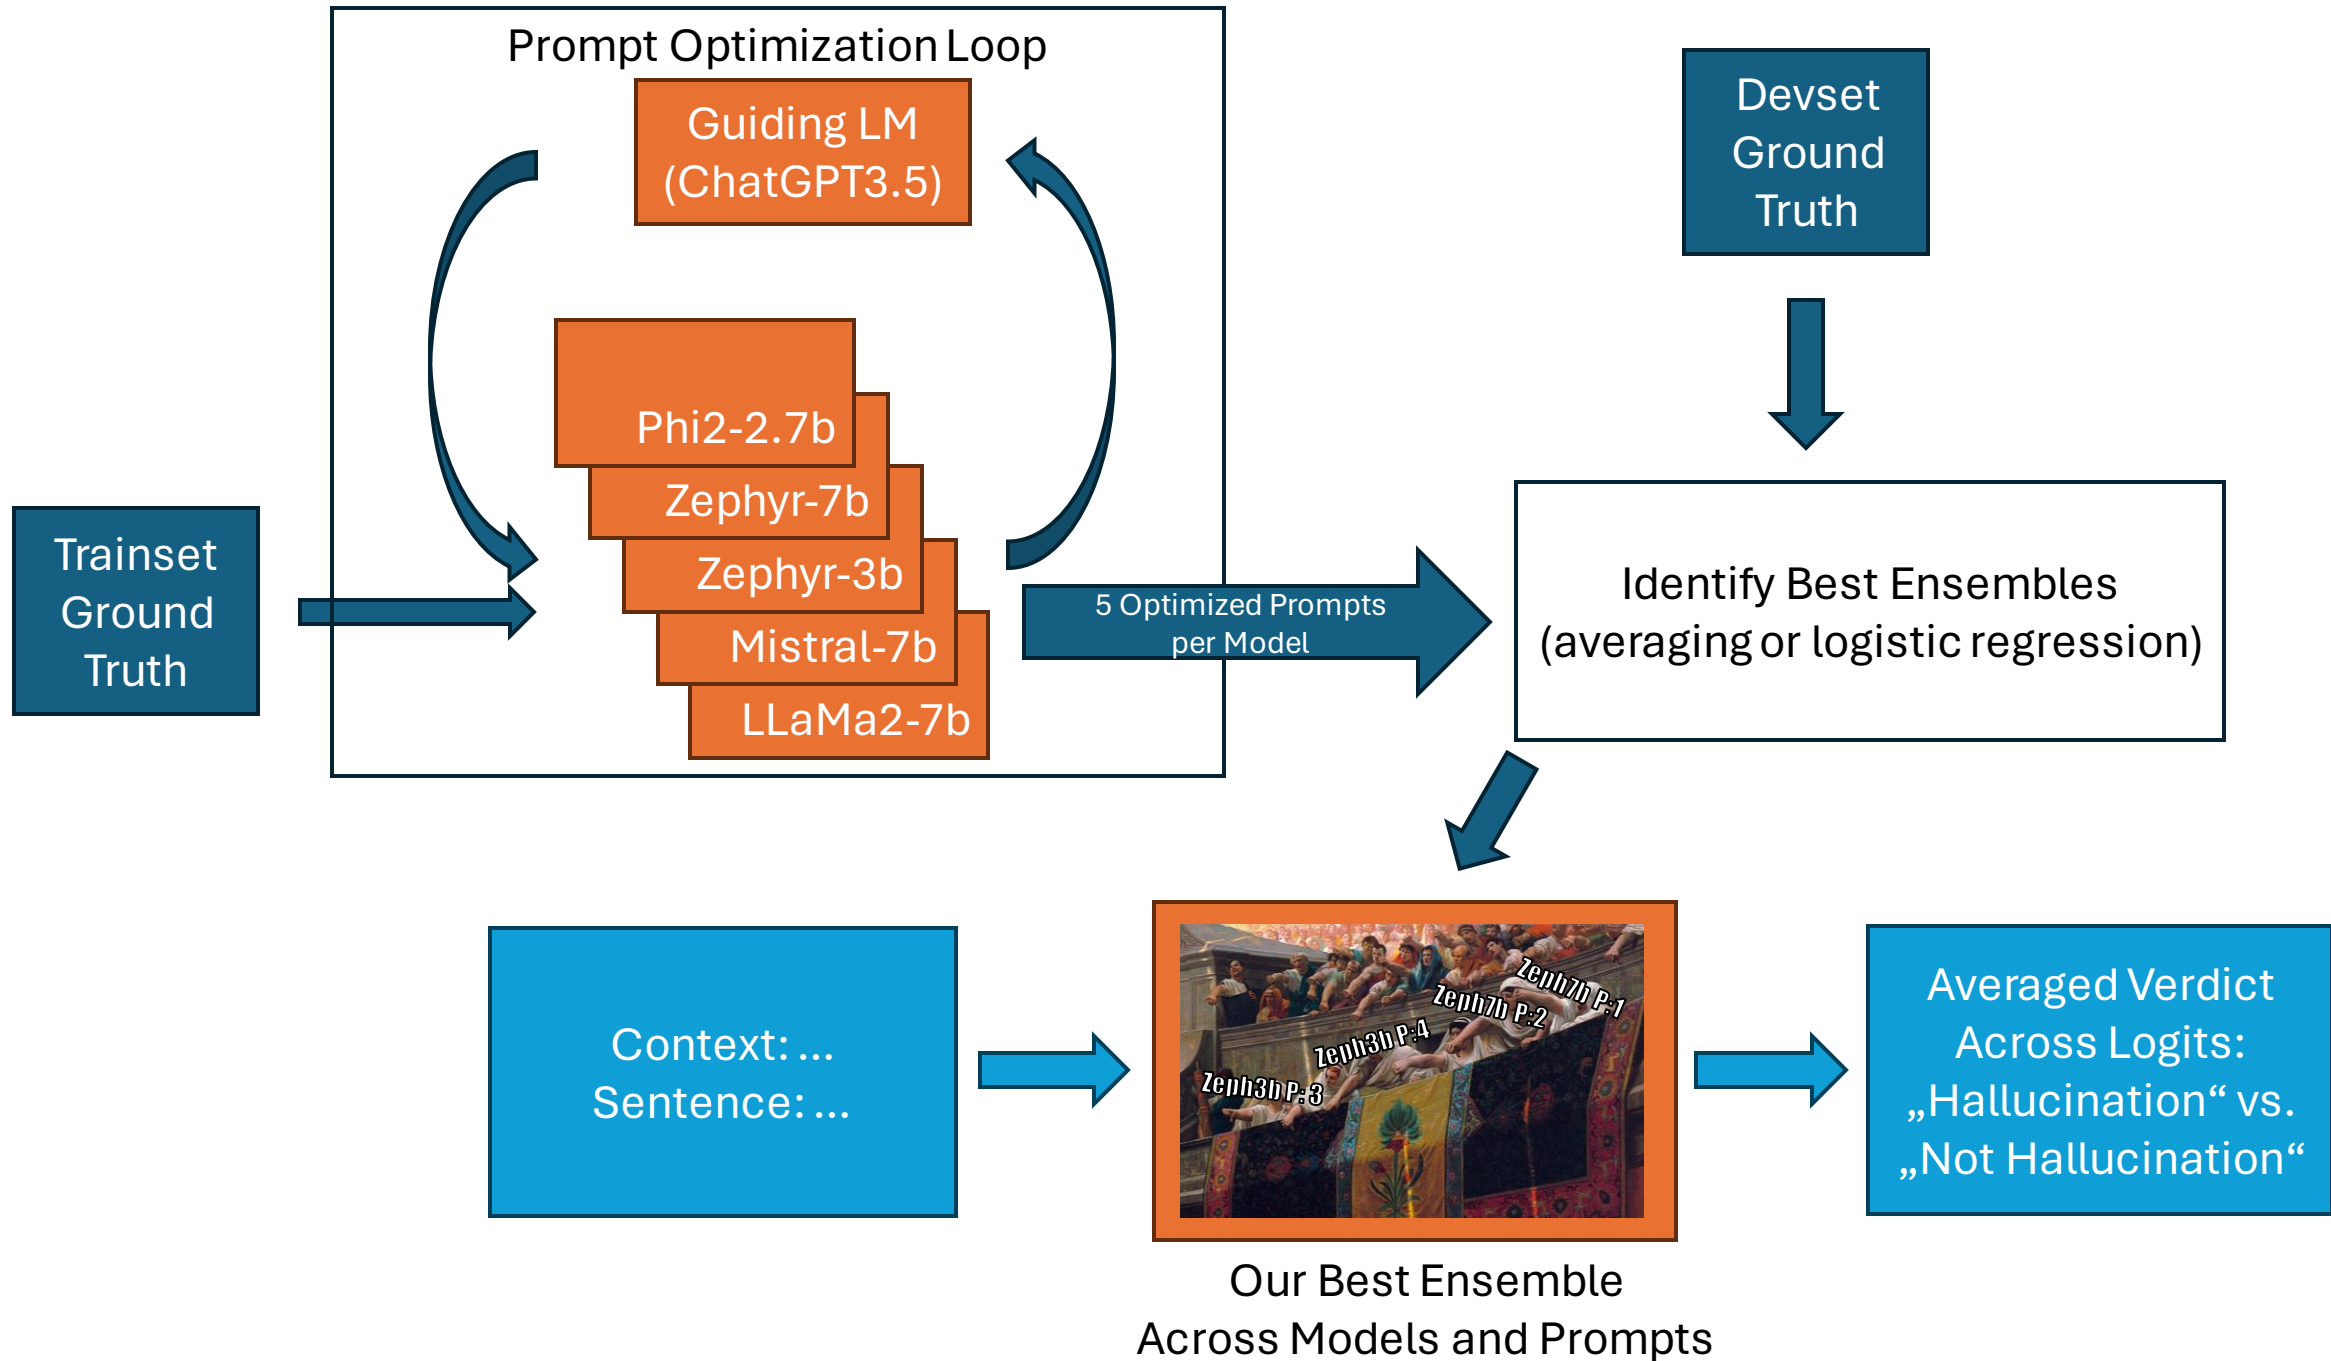 Prompt Optimization Loop
Guiding LM
(ChatGPT3.5)
Devset
Ground
Truth
Phi2-2.7b
Zephyr-7b
Zephyr-3b
Mistral-7b
LLaMa2-7b
Trainset
Ground
Truth
5 Optimized Prompts
per Model
Identify Best Ensembles
(averaging or logistic regression)
Context: ...
Sentence: ...
Zeph7b P:1
Zeph7b P:2
Zeph3b P:4
Zeph3b P: 3
Averaged Verdict
Across Logits:
„Hallucination“ vs.
„Not Hallucination“
Our Best Ensemble
Across Models and Prompts